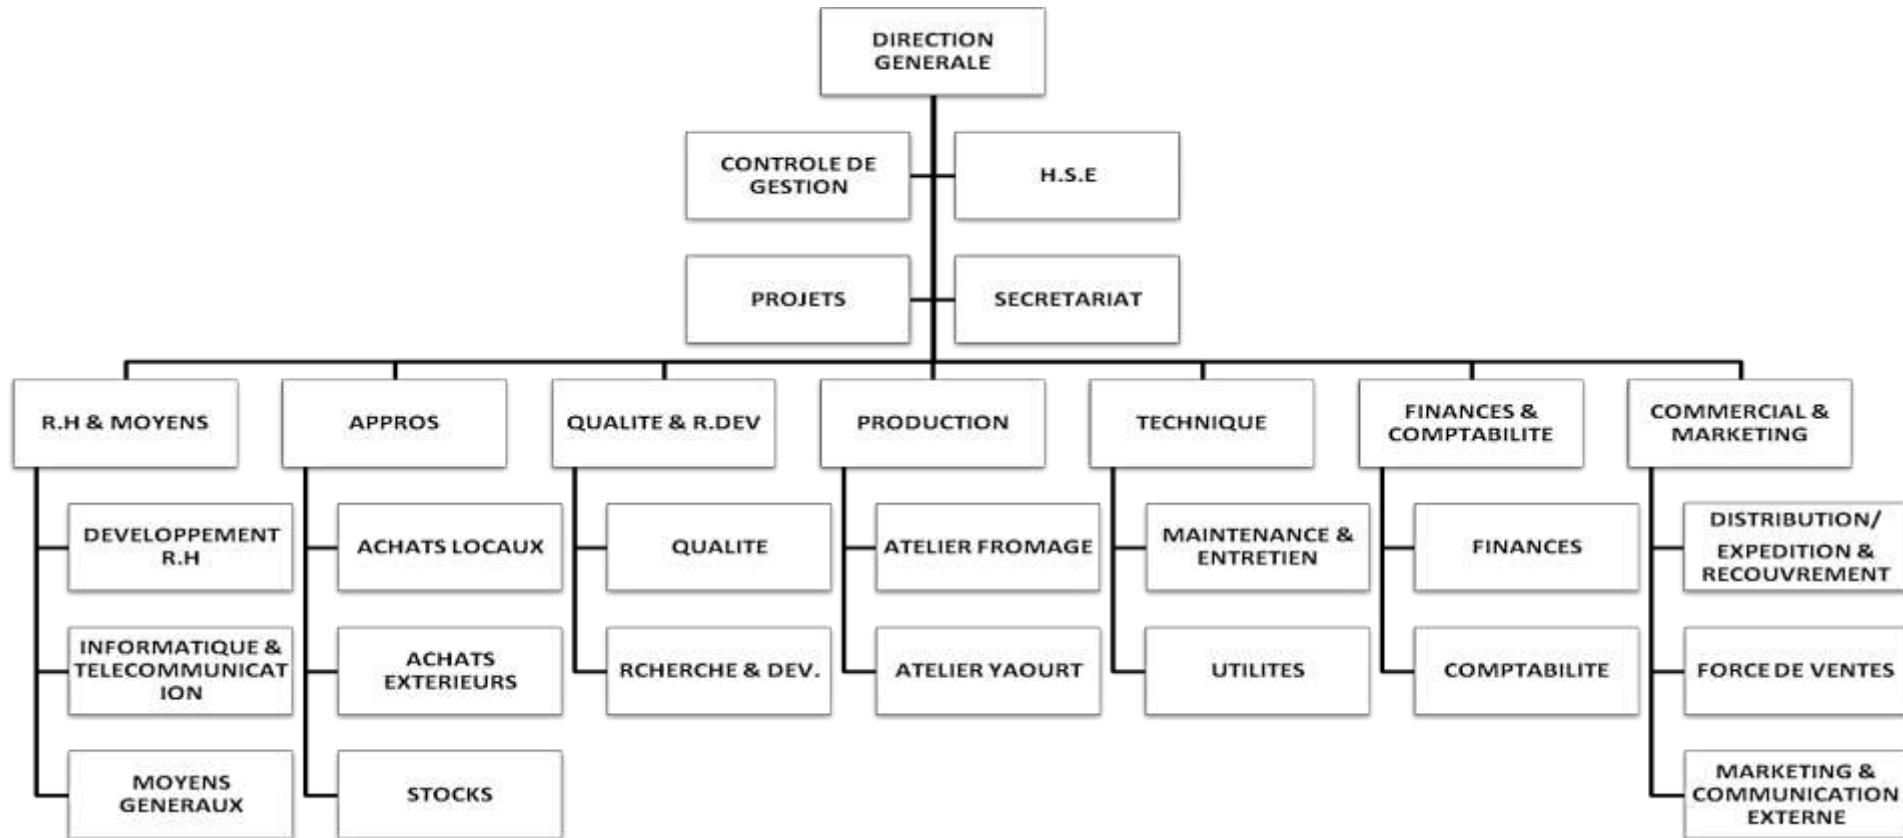 DIRECTION
GENERALE
CONTROLE DE
GESTION
H.S.E
PROJETS
SECRETARIAT
R.H & MOYENS
APPROS
QUALITE & R.DEV
PRODUCTION
TECHNIQUE
FINANCES &
COMPTABILITE
COMMERCIAL &
MARKETING
DEVELOPPEMENT
R.H
ACHATS LOCAUX
QUALITE
ATELIER FROMAGE
MAINTENANCE &
ENTRETIEN
FINANCES
DISTRIBUTION/
EXPEDITION &
RECOUVREMENT
INFORMATIQUE &
TELECOMMUNICAT
ION
ACHATS
EXTERIEURS
RCHERCHE & DEV.
ATELIER YAOURT
UTILITES
COMPTABILITE
FORCE DE VENTES
MOYENS
GENERAUX
STOCKS
MARKETING &
COMMUNICATION
EXTERNE